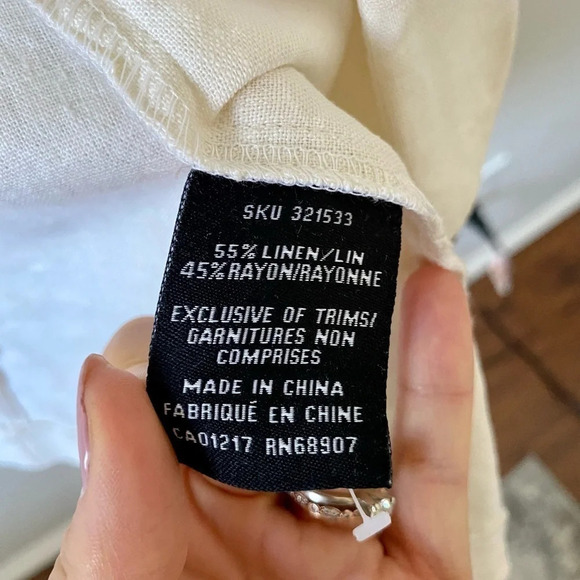 SKU 321533
55% LINEN/LIN
45% RAYON/RAYONNE
EXCLUSIVE OF TRIMS/
GARNITURES NON
COMPRISES
MADE IN CHINA
FABRIQUÉ EN CHINE
CA01217 RN68907